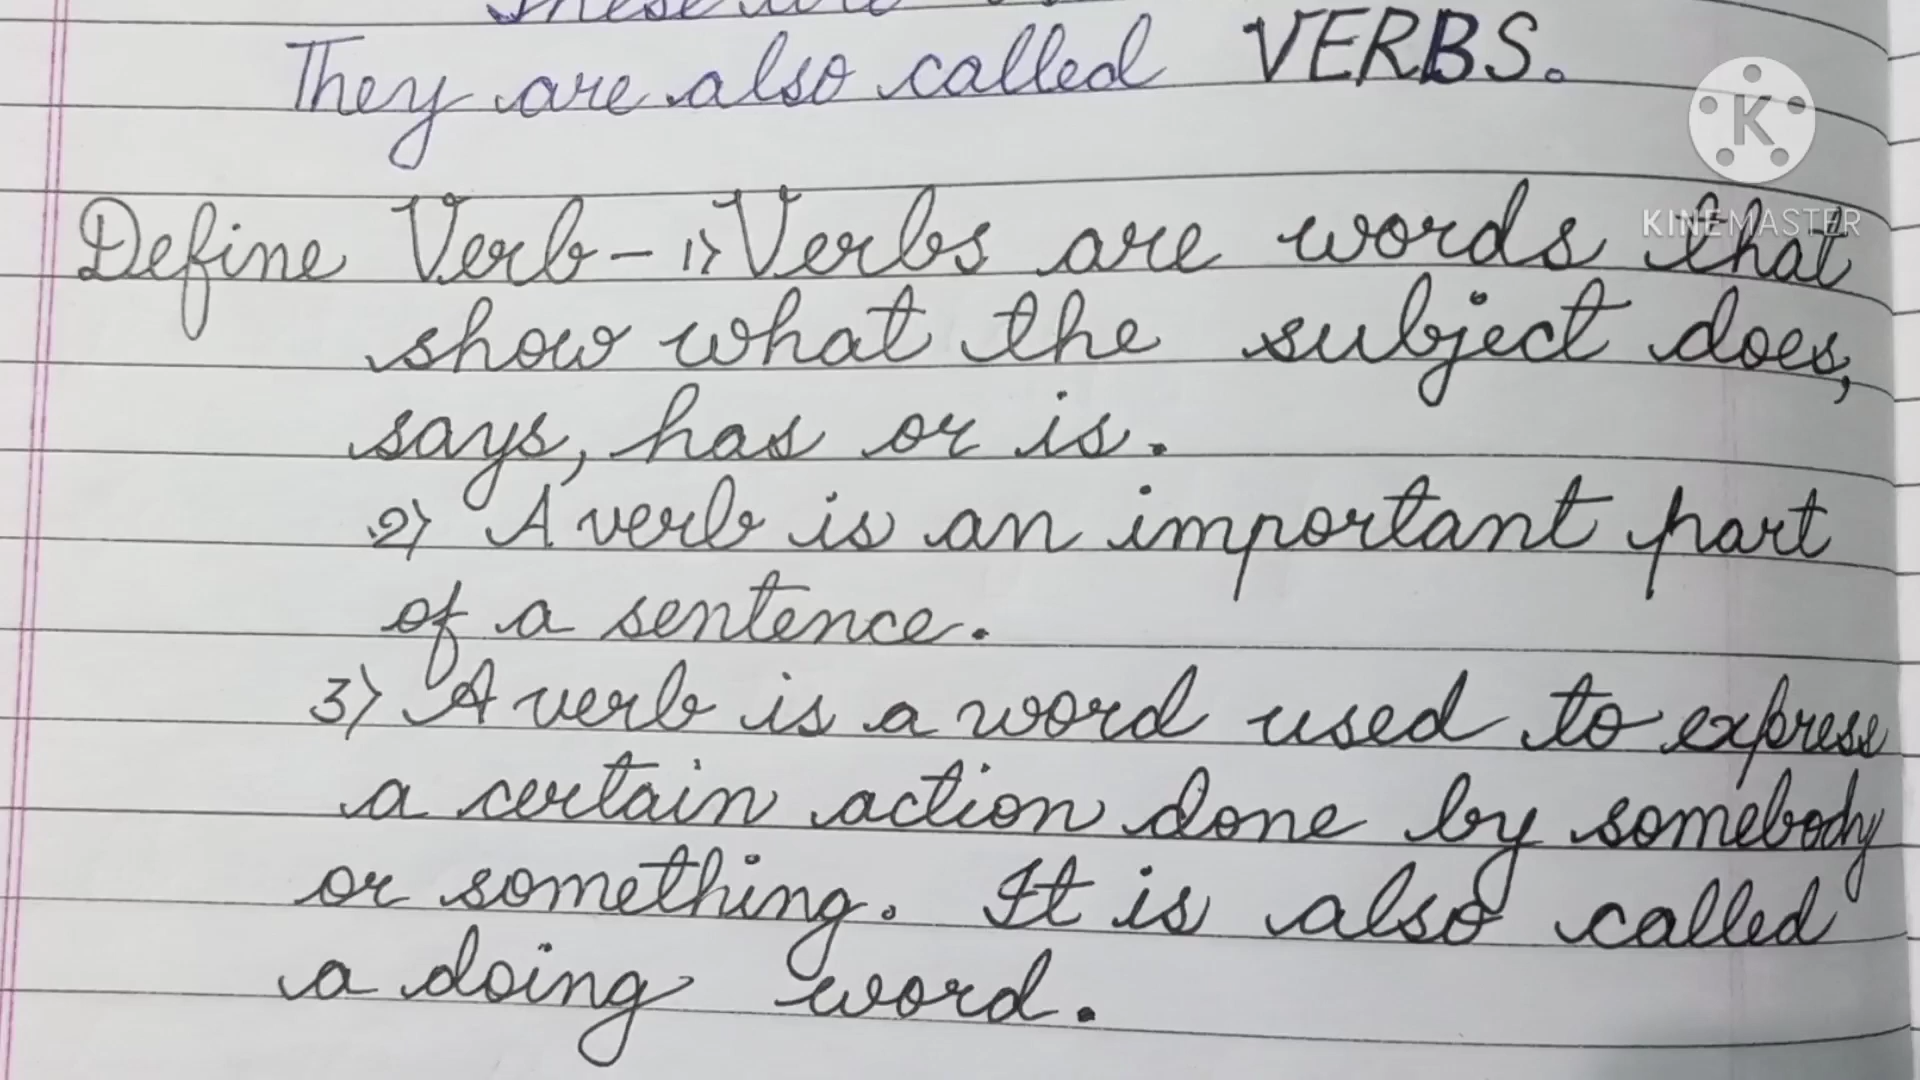 They are also called VERBS.
K
KINEMASTER
Define Verb - 1) Verbs are words that
show what the subject does,
says, has or is.
2) A verb is an important part
of a sentence.
3) A verb is a word used to express
a certain action done by somebody
or something. It is also called
a doing word.